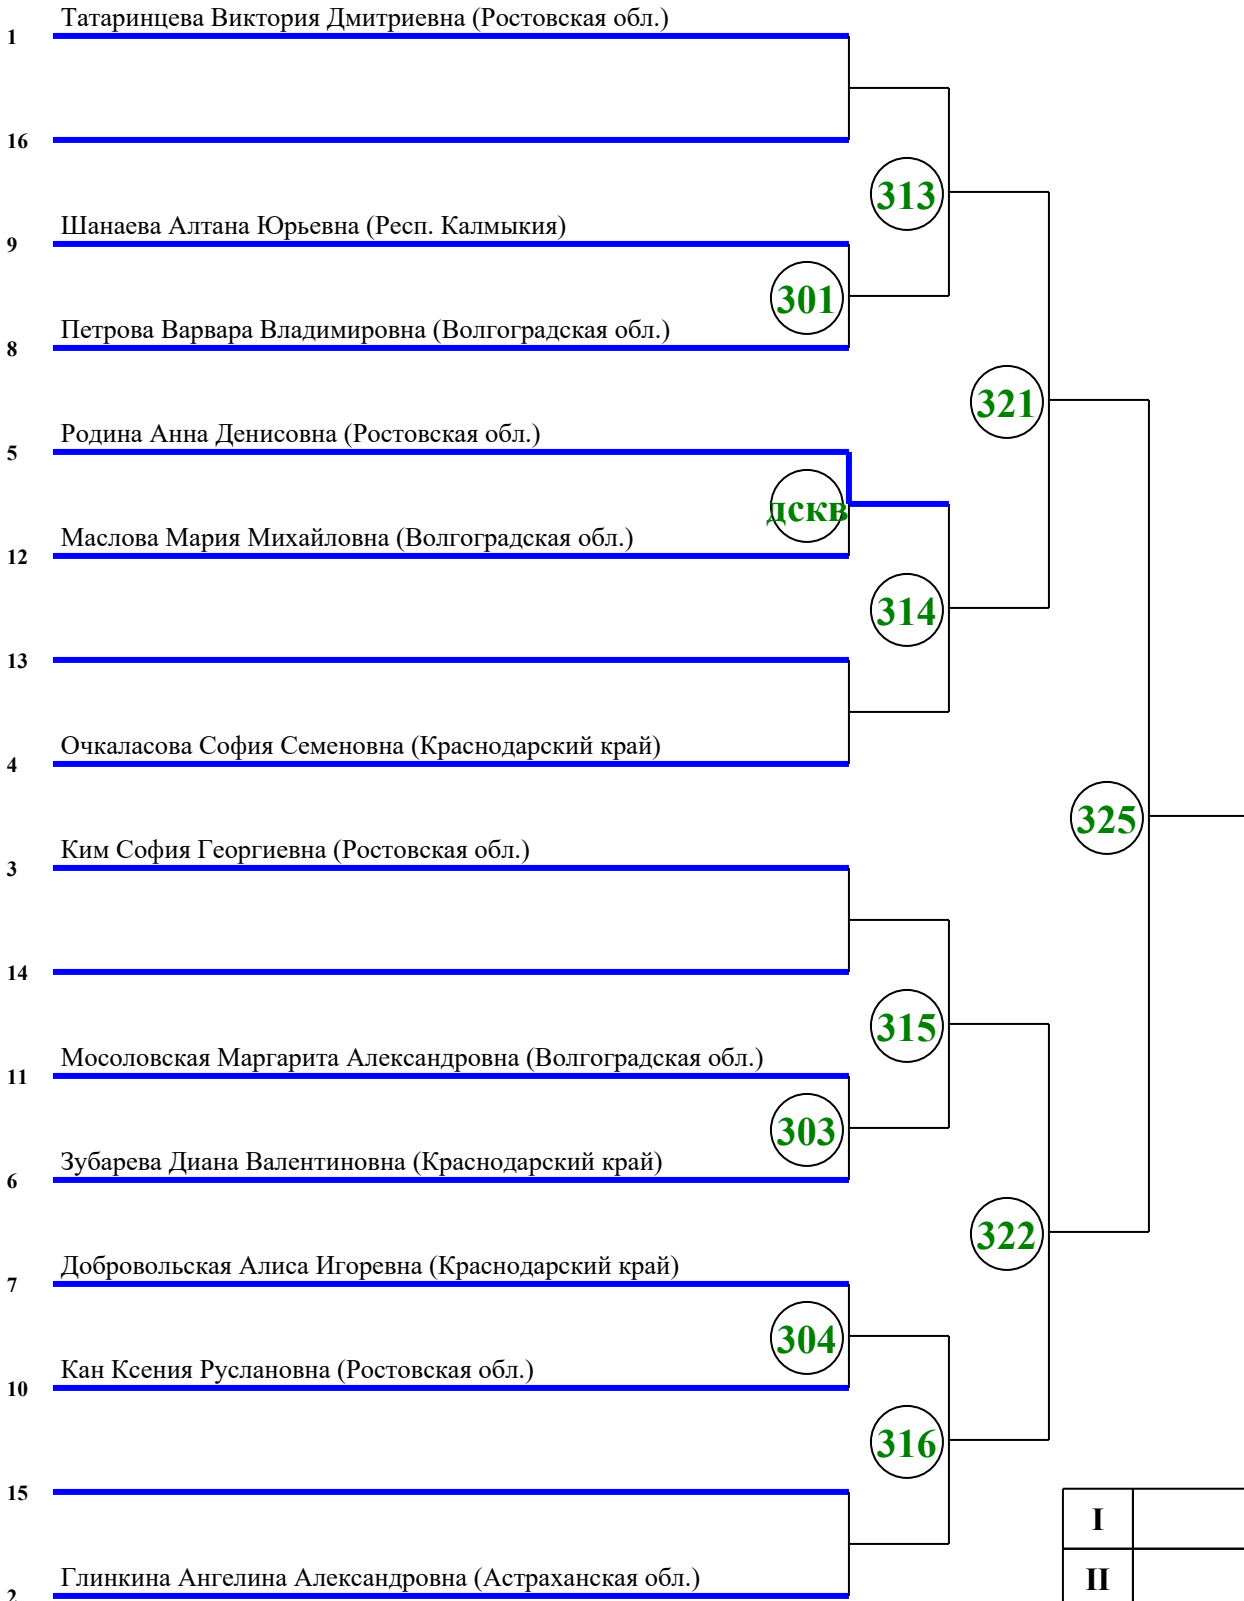 Татаринцева Виктория Дмитриевна (Ростовская обл.)
1
16
313
Шанаева Алтана Юрьевна (Респ. Калмыкия)
9
301
Петрова Варвара Владимировна (Волгоградская обл.)
8
321
Родина Анна Денисовна (Ростовская обл.)
5
дскв
Маслова Мария Михайловна (Волгоградская обл.)
12
314
13
Очкаласова София Семеновна (Краснодарский край)
4
325
Ким София Георгиевна (Ростовская обл.)
3
14
315
Мосоловская Маргарита Александровна (Волгоградская обл.)
11
303
Зубарева Диана Валентиновна (Краснодарский край)
6
322
Добровольская Алиса Игоревна (Краснодарский край)
7
304
Кан Ксения Руслановна (Ростовская обл.)
10
316
15
I
Глинкина Ангелина Александровна (Астраханская обл.)
II
2